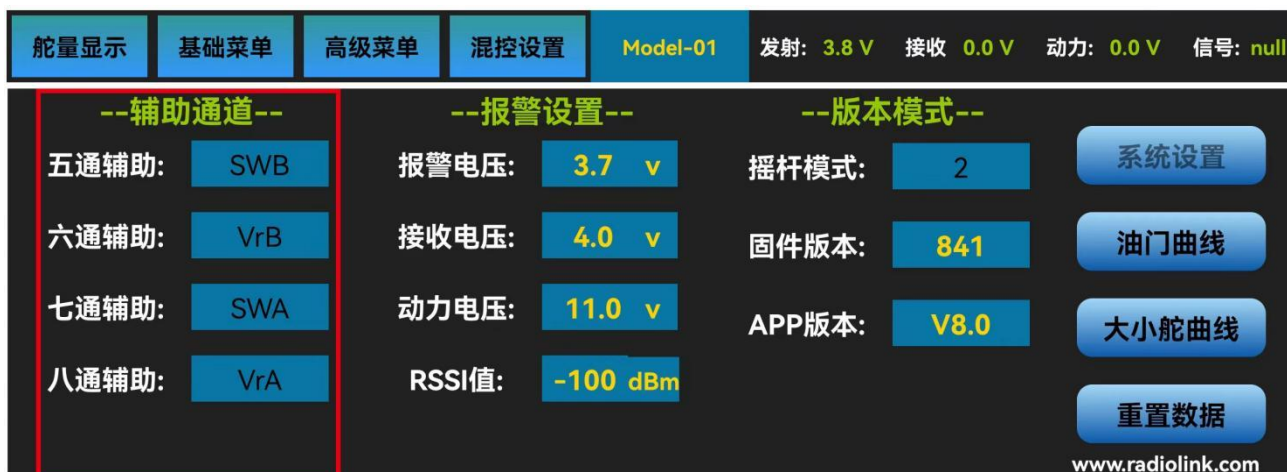 舵量显示 基础菜单 高级菜单 混控设置 Model-01 发射: 3.8 V 接收 0.0 V 动力: 0.0 V 信号: null
--辅助通道-- --报警设置-- --版本模式--
五通辅助: SWB 报警电压: 3.7 v 摇杆模式: 2 系统设置
六通辅助: VrB 接收电压: 4.0 v 固件版本: 841 油门曲线
七通辅助: SWA 动力电压: 11.0 v APP版本: V8.0 大小舵曲线
八通辅助: VrA RSSI值: -100 dBm 重置数据
www.radiolink.com